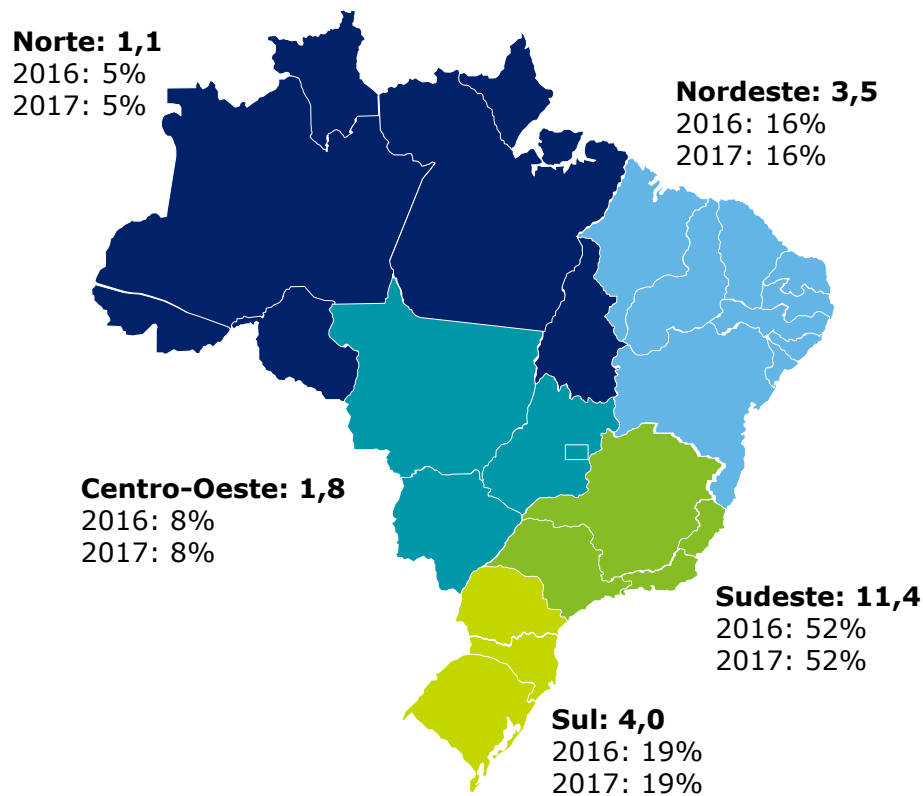 Norte: 1,1
2016: 5%
2017: 5%
Nordeste: 3,5
2016: 16%
2017: 16%
Centro-Oeste: 1,8
2016: 8%
2017: 8%
Sudeste: 11,4
2016: 52%
2017: 52%
Sul: 4,0
2016: 19%
2017: 19%